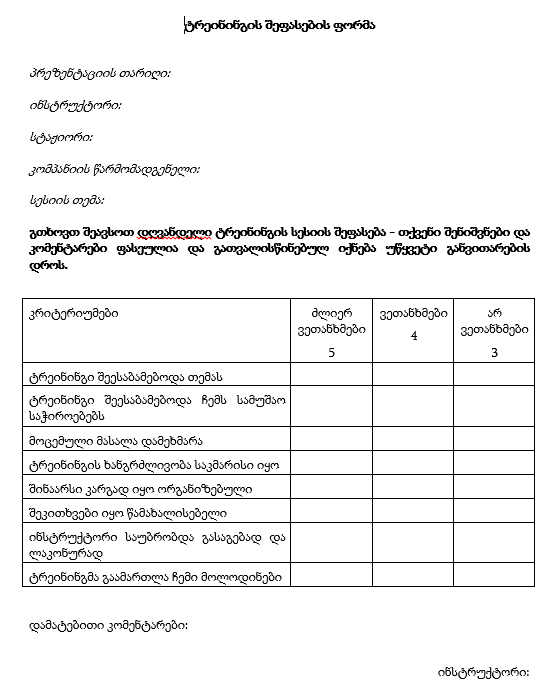 ტრეინინგის შეფასების ფორმა
პრეზენტაციის თარიღი:
ინსტრუქტორი:
სტაჟიორი:
კომპანიის წარმომადგენელი:
სესიის თემა:
გთხოვთ შეავსოთ დღვანდელი ტრეინინგის სესიის შეფასება – თქვენი შენიშვნები და
კომენტარები ფასეულია და გათვალისწინებულ იქნება უწყვეტი განვითარების
დროს.
კრიტერიუმები
ძლიერ
ვეთანხმები
5
ვეთანხმები
4
არ
ვეთანხმები
3
ტრეინინგი შეესაბამებოდა თემას
ტრეინინგი შეესაბამებოდა ჩემს სამუშაო
საჭიროებებს
მოცემული მასალა დამეხმარა
ტრეინინგის ხანგრძლივობა საკმარისი იყო
შინაარსი კარგად იყო ორგანიზებული
შეკითხვები იყო წამახალისებელი
ინსტრუქტორი საუბრობდა გასაგებად და
ლაკონურად
ტრეინინგმა გაამართლა ჩემი მოლოდინები
დამატებითი კომენტარები:
ინსტრუქტორი: